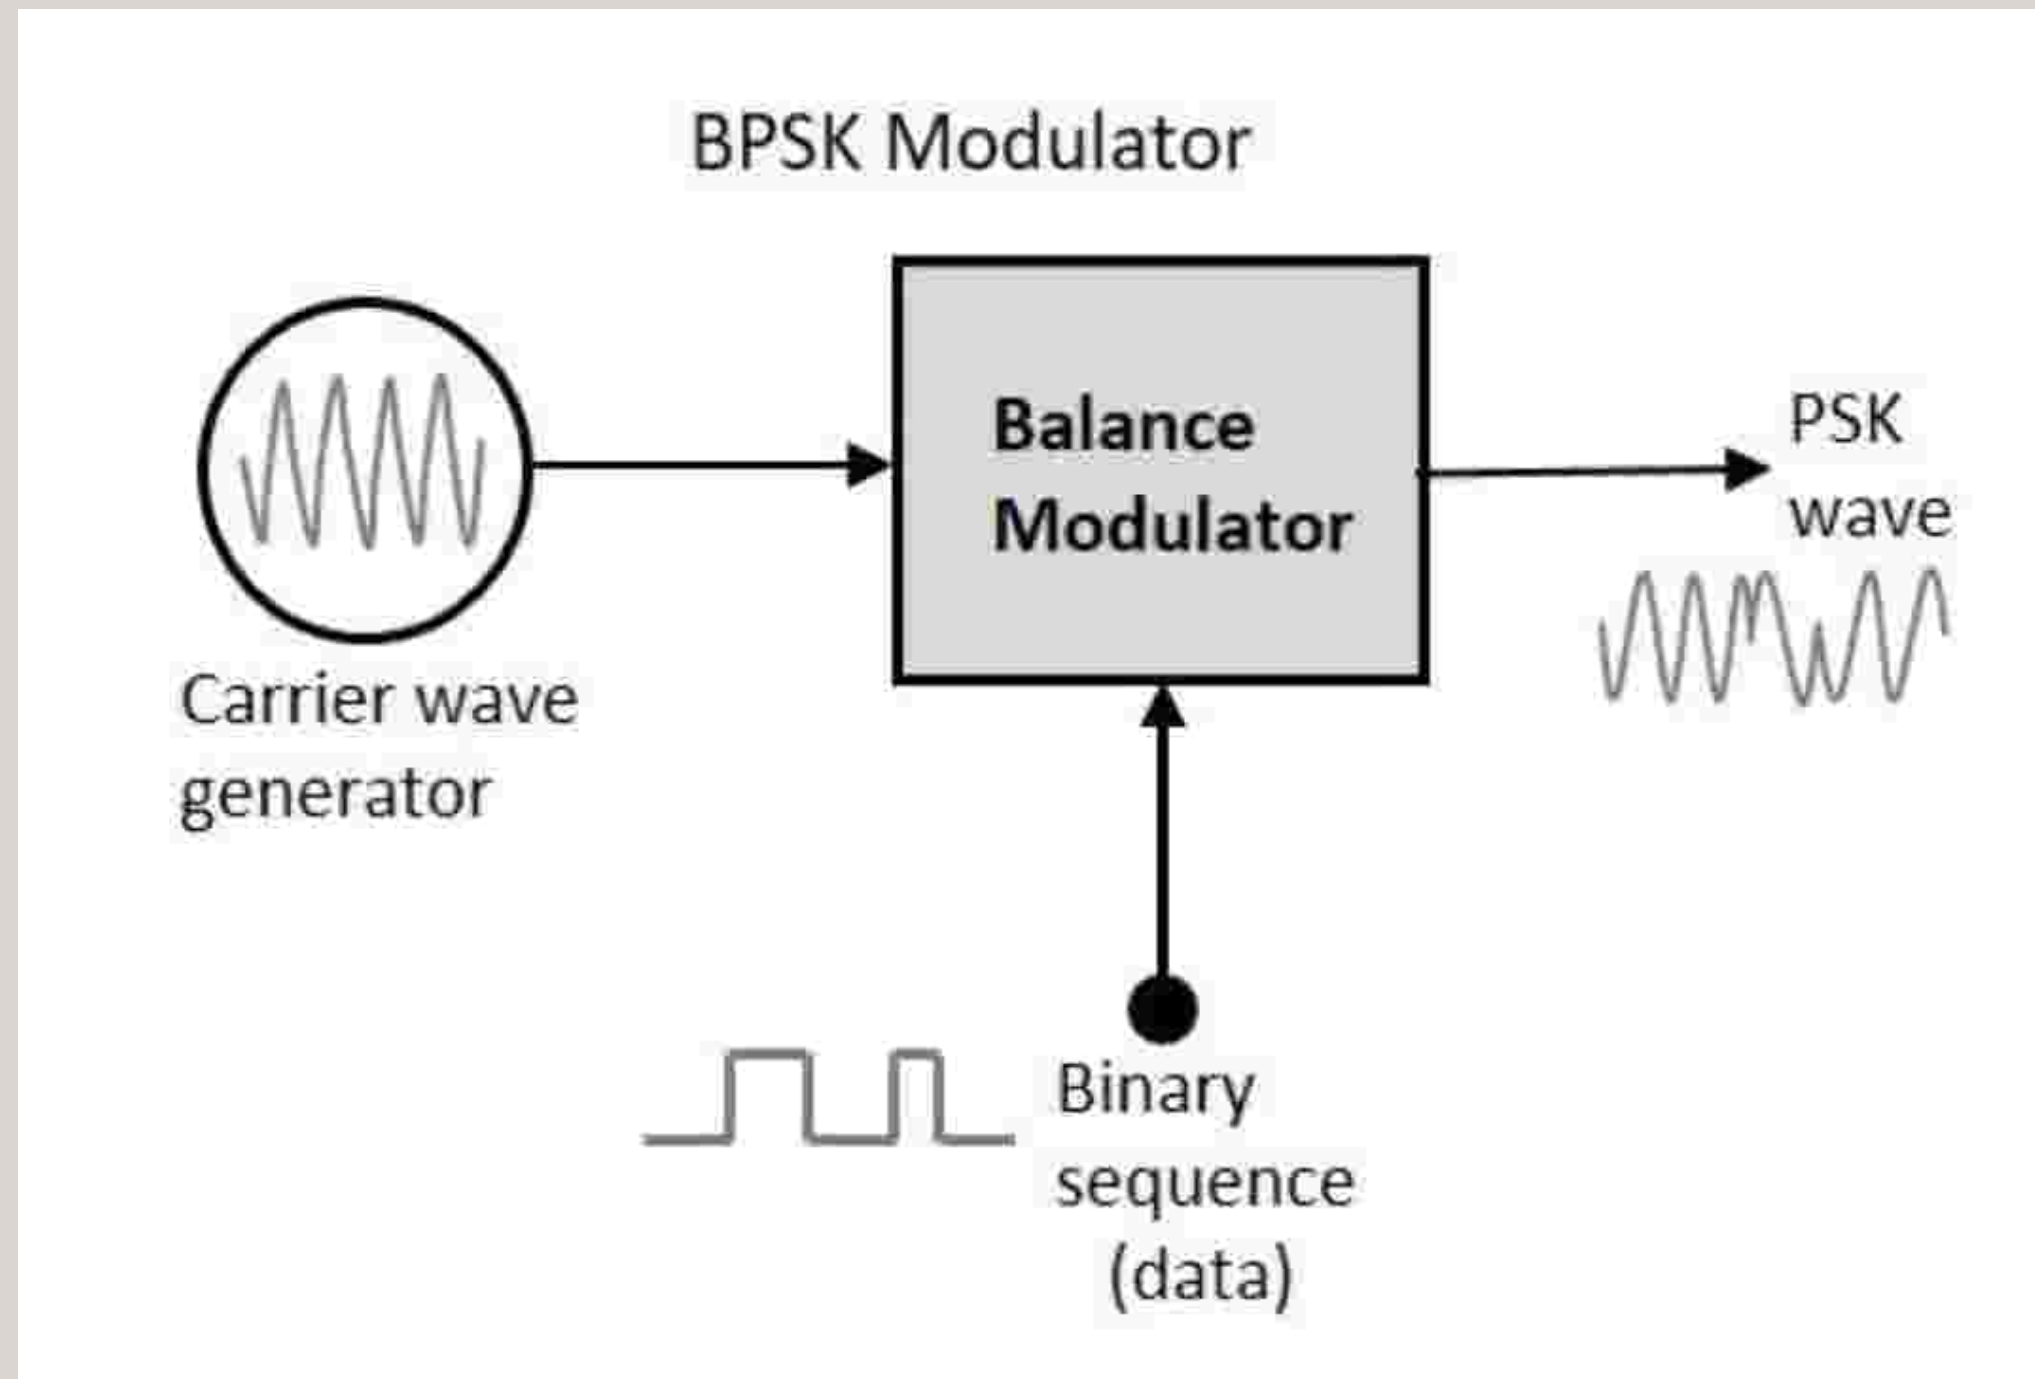 BPSK Modulator
Balance
Modulator
PSK
wave
Carrier wave
generator
Binary
sequence
(data)